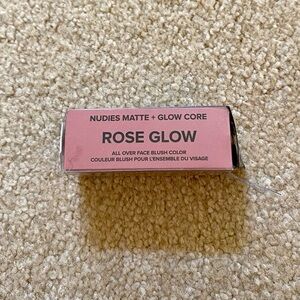 NUDIES MATTE + GLOW CORE
ROSE GLOW
ALL OVER FACE BLUSH COLOR
COULEUR BLUSH POUR L'ENSEMBLE DU VISAGE